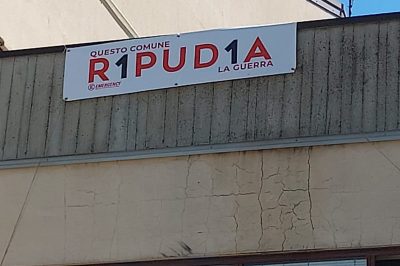 QUESTO COMUNE
R1PUD1A
LA GUERRA
EMERGENCY